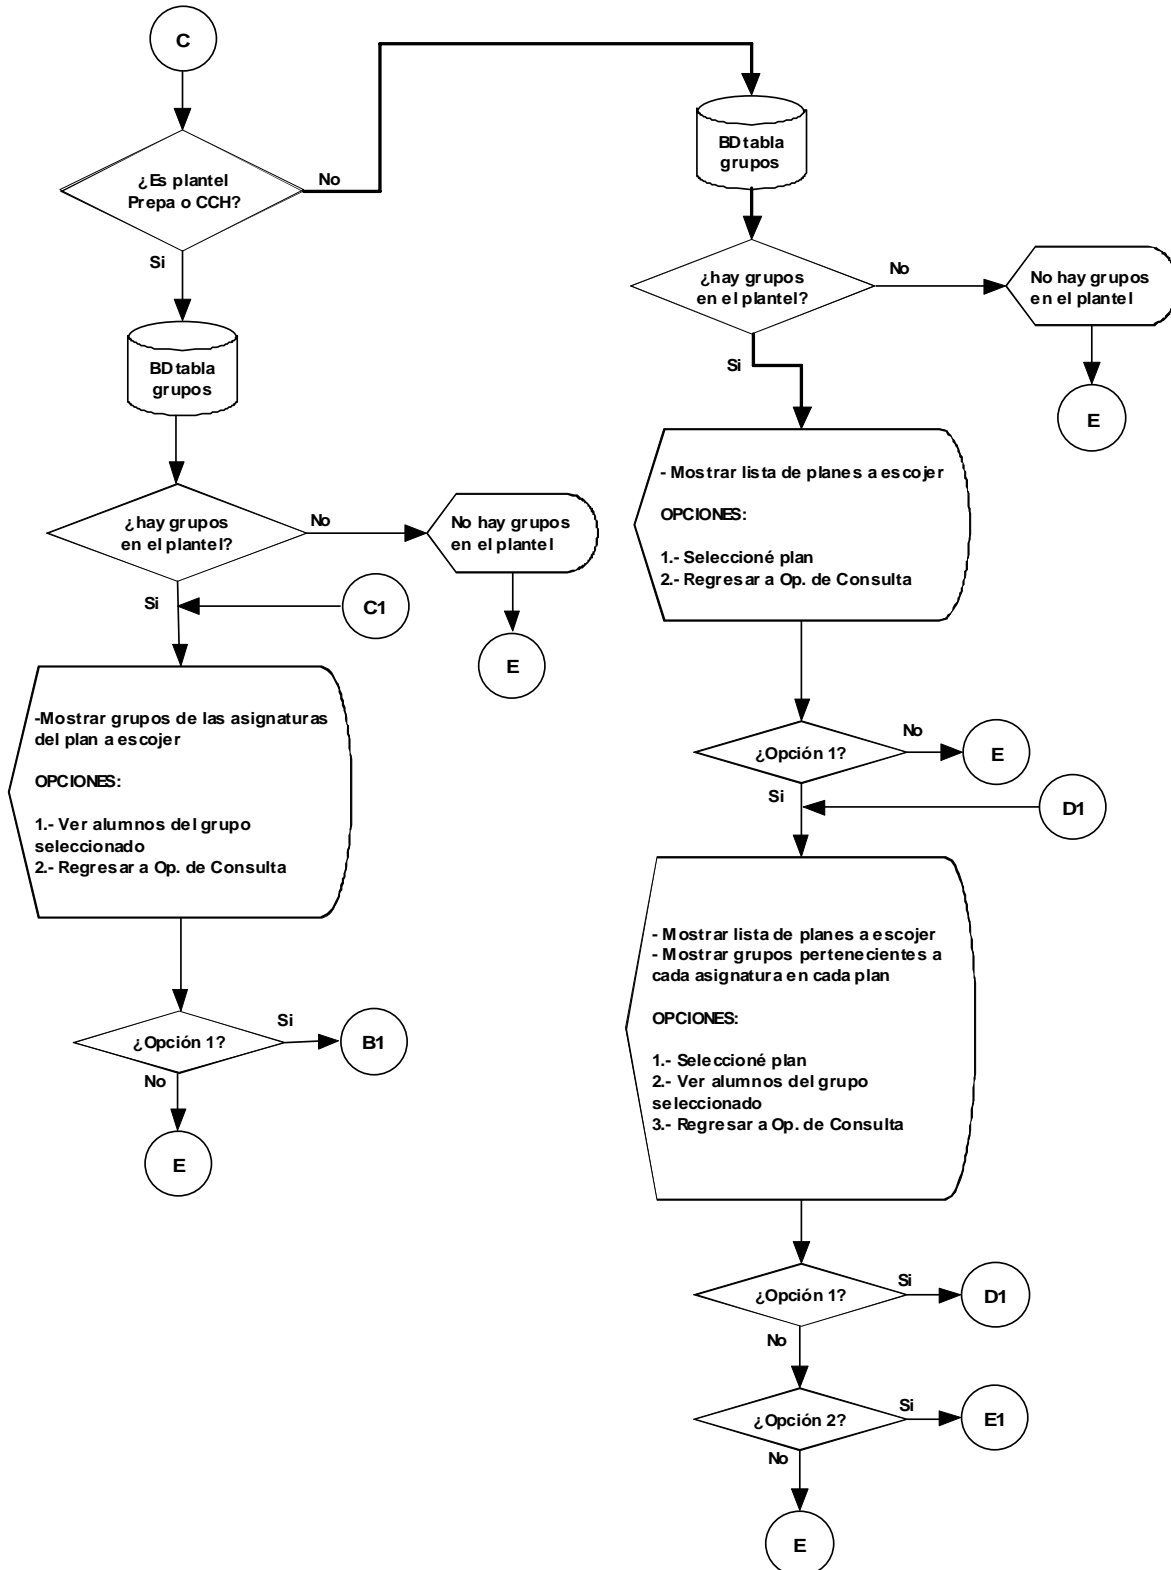 C
¿Es plantel
Prepa o CCH?
No
Si
BD tabla
grupos
¿hay grupos
en el plantel?
No
No hay grupos
en el plantel
E
Si
C1
-Mostrar grupos de las asignaturas
del plan a escojer
OPCIONES:
1.- Ver alumnos del grupo
seleccionado
2.- Regresar a Op. de Consulta
¿Opción 1?
Si
B1
No
E
BD tabla
grupos
¿hay grupos
en el plantel?
No
No hay grupos
en el plantel
E
Si
- Mostrar lista de planes a escojer
OPCIONES:
1.- Seleccioné plan
2.- Regresar a Op. de Consulta
¿Opción 1?
No
E
Si
D1
- Mostrar lista de planes a escojer
- Mostrar grupos pertenecientes a
cada asignatura en cada plan
OPCIONES:
1.- Seleccioné plan
2.- Ver alumnos del grupo
seleccionado
3.- Regresar a Op. de Consulta
¿Opción 1?
Si
D1
No
¿Opción 2?
Si
E1
No
E